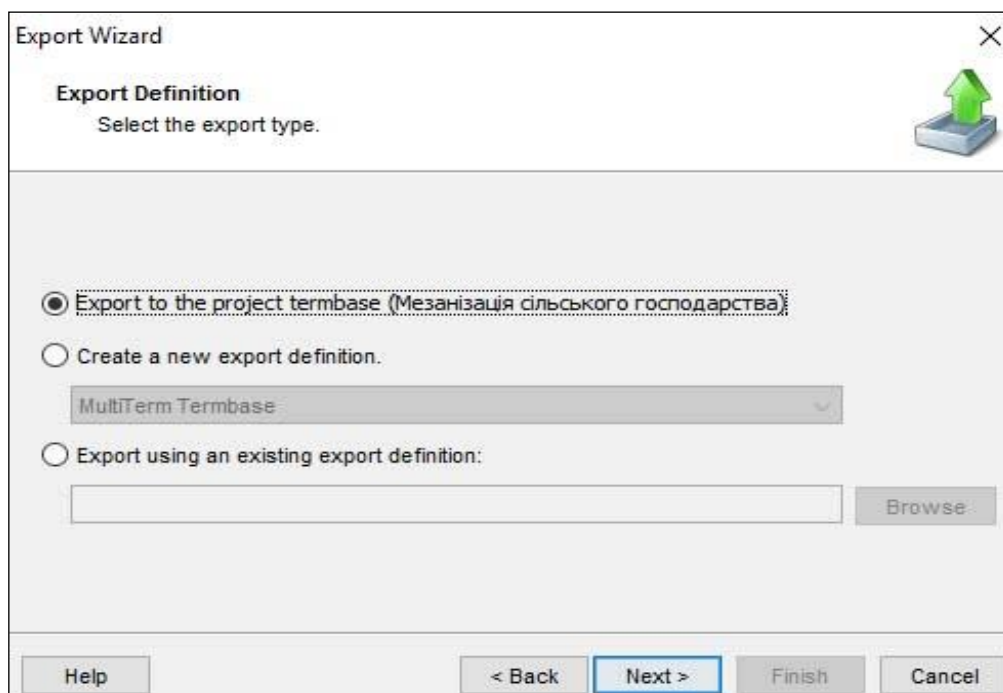 Export Wizard
Export Definition
Select the export type.
Export to the project termbase (Мезанізація сільського господарства)
Create a new export definition.
MultiTerm Termbase
Export using an existing export definition:
Browse
Help
< Back
Next >
Finish
Cancel